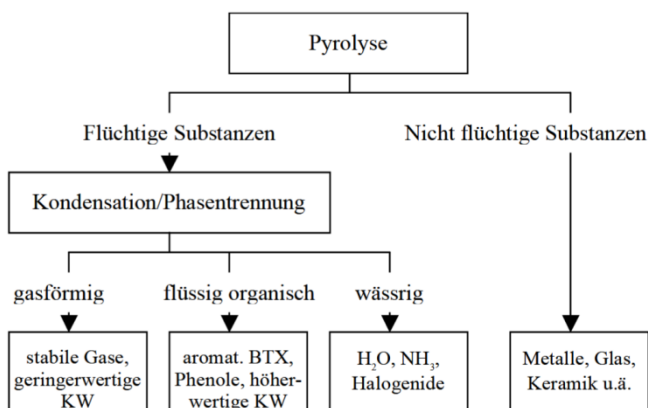 Pyrolyse
Flüchtige Substanzen
Nicht flüchtige Substanzen
Kondensation/Phasentrennung
gasförmig
flüssig organisch
wässrig
stabile Gase,
geringerwertige
KW
aromat. BTX,
Phenole, höher-
wertige KW
H₂O, NH₃,
Halogenide
Metalle, Glas,
Keramik u.ä.